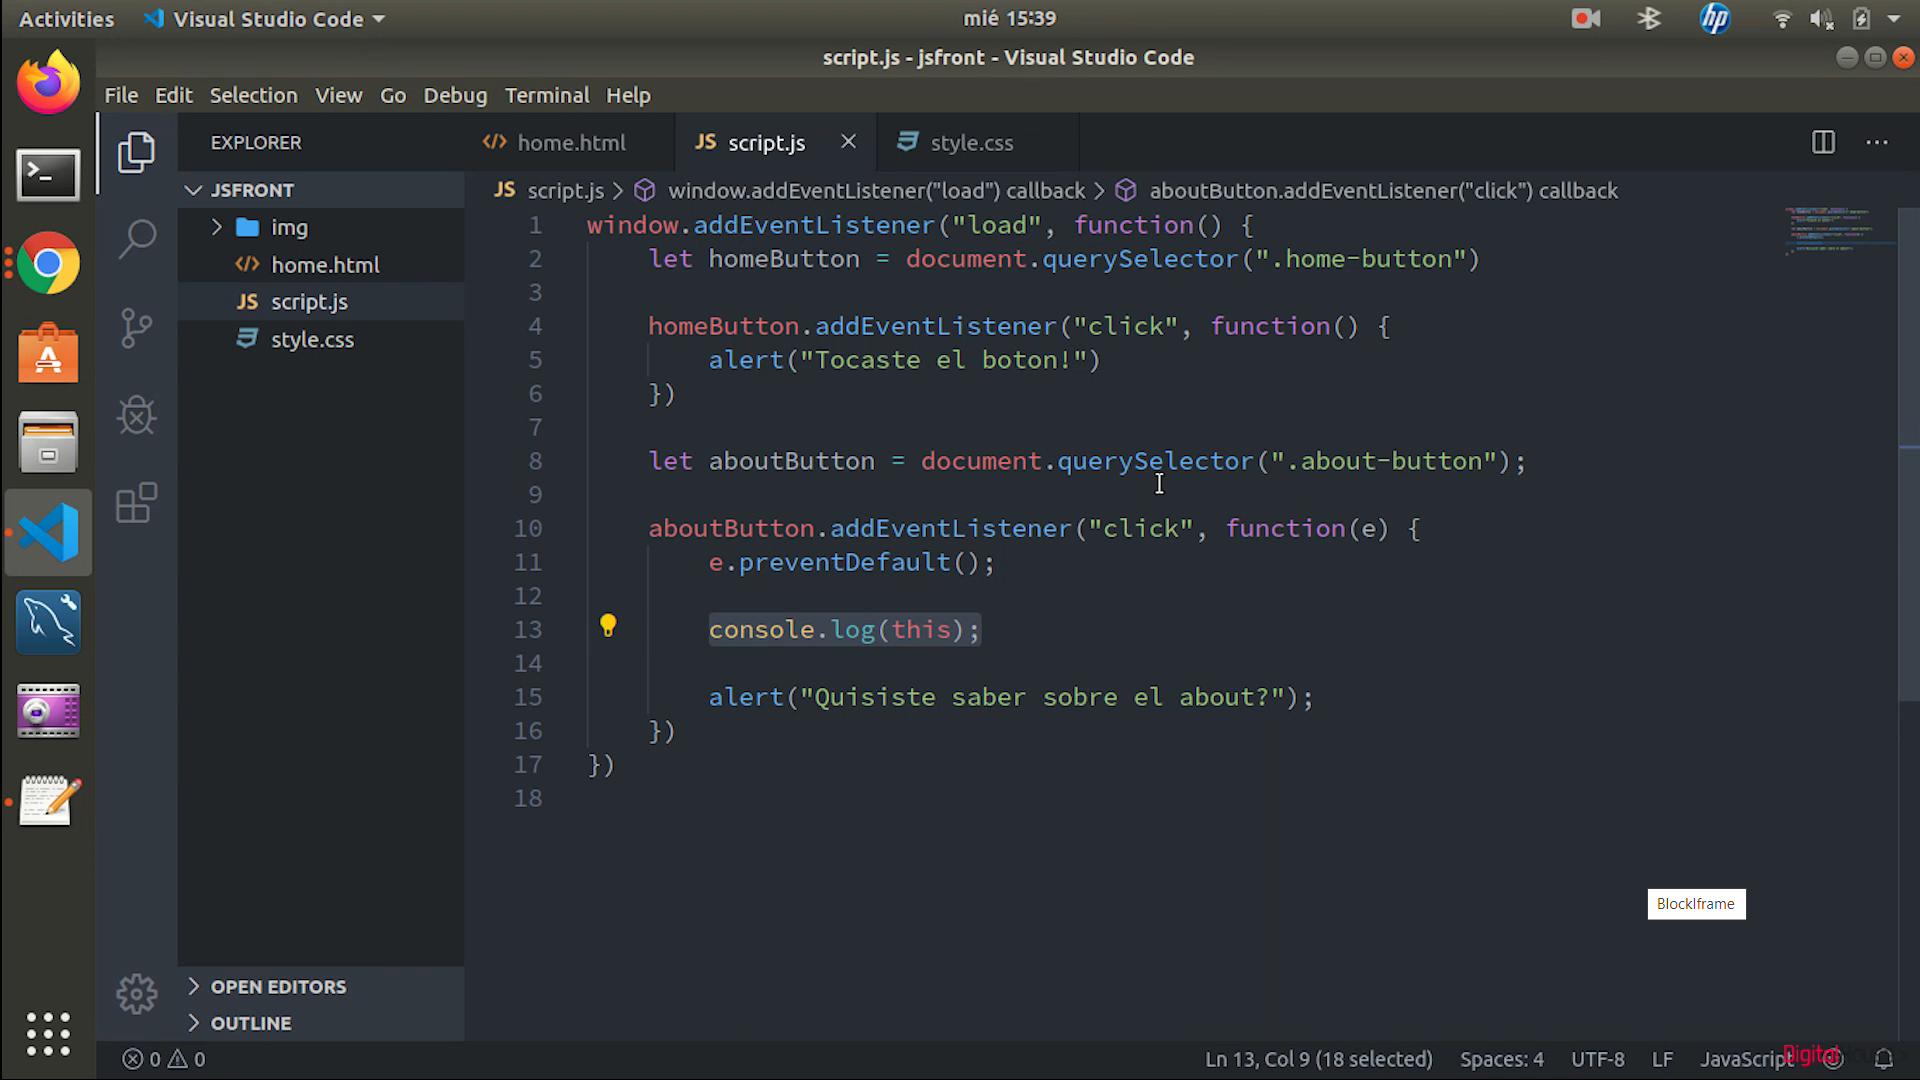 Activities Visual Studio Code mié 15:39
script.js - jsfront - Visual Studio Code
File Edit Selection View Go Debug Terminal Help
EXPLORER
JSFRONT
img
home.html
script.js
style.css
OPEN EDITORS
OUTLINE
home.html JS script.js style.css
JS script.js > window.addEventListener("load") callback > aboutButton.addEventListener("click") callback
1 window.addEventListener("load", function() {
2 let homeButton = document.querySelector(".home-button")
3
4 homeButton.addEventListener("click", function() {
5 alert("Tocaste el boton!")
6 })
7
8 let aboutButton = document.querySelector(".about-button");
9
10 aboutButton.addEventListener("click", function(e) {
11 e.preventDefault();
12
13 console.log(this);
14
15 alert("Quisiste saber sobre el about?");
16 })
17 })
18
BlockIframe
0 0 Ln 13, Col 9 (18 selected) Spaces: 4 UTF-8 LF JavaScript
Digital